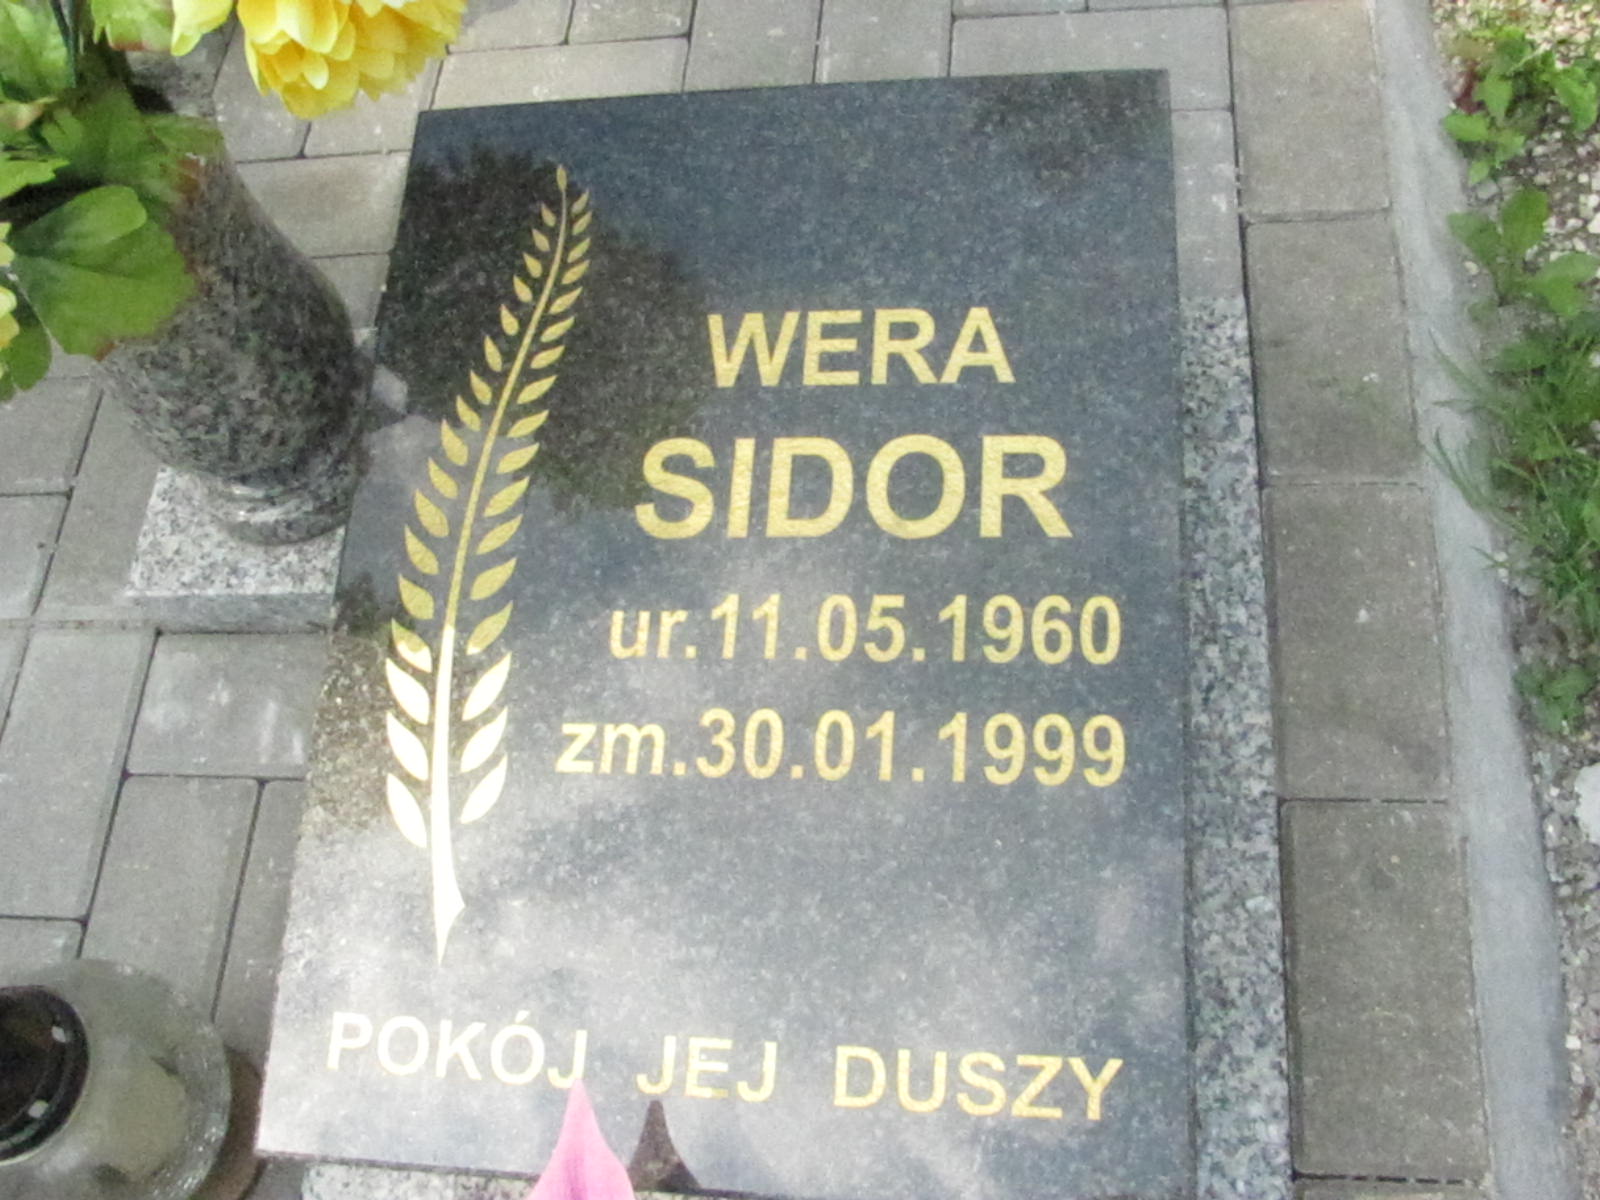 WERA
SIDOR
ur.11.05.1960
zm.30.01.1999
POKÓJ JEJ DUSZY